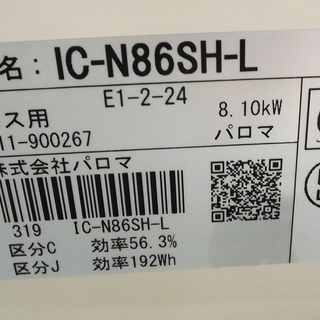 名：IC-N86SH-L
E1-2-24
ス用 8.10kW
11-900267 パロマ
株式会社パロマ
319 IC-N86SH-L
区分C 効率56.3%
区分J 効率192Wh